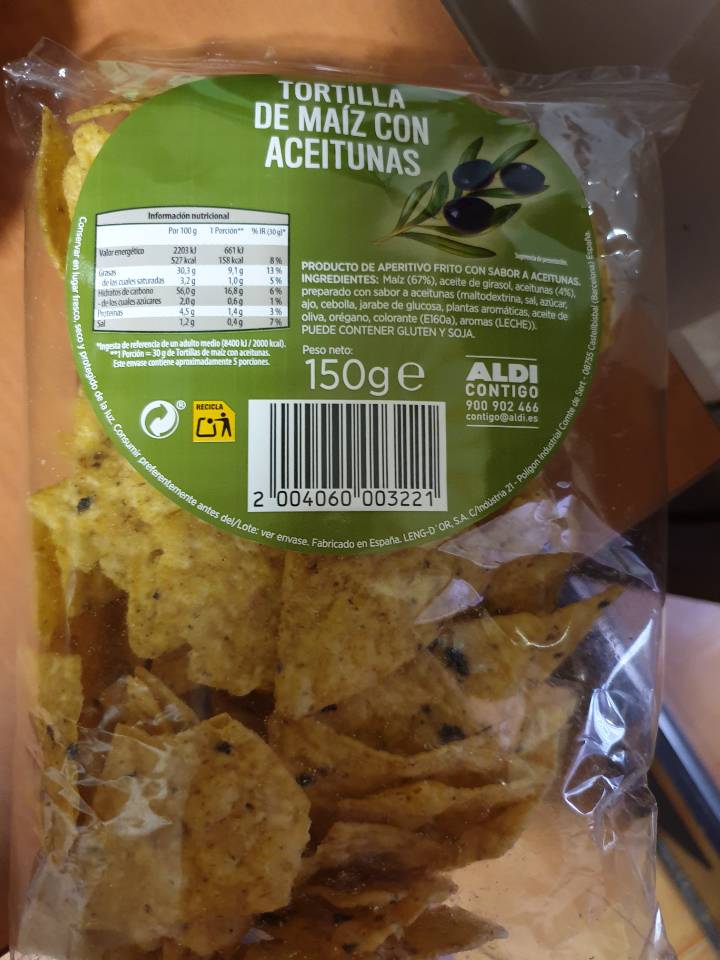 TORTILLA
DE MAÍZ CON
ACEITUNAS
Sugerencia de presentación.
Información nutricional
Por 100 g 1 Porción** % IR (30 g)*
Valor energético 2203 kJ 661 kJ
527 kcal 158 kcal 8 %
Grasas 30,3 g 9,1 g 13 %
- de las cuales saturadas 3,2 g 1,0 g 5 %
Hidratos de carbono 56,0 g 16,8 g 6 %
- de los cuales azúcares 2,0 g 0,6 g 1 %
Proteínas 4,5 g 1,4 g 3 %
Sal 1,2 g 0,4 g 7 %
*Ingesta de referencia de un adulto medio (8400 kJ / 2000 kcal).
**1 Porción = 30 g de Tortillas de maíz con aceitunas.
Este envase contiene aproximadamente 5 porciones.
PRODUCTO DE APERITIVO FRITO CON SABOR A ACEITUNAS.
INGREDIENTES: Maíz (67%), aceite de girasol, aceitunas (4%),
preparado con sabor a aceitunas (maltodextrina, sal, azúcar,
ajo, cebolla, jarabe de glucosa, plantas aromáticas, aceite de
oliva, orégano, colorante (E160a), aromas (LECHE)).
PUEDE CONTENER GLUTEN Y SOJA.
Peso neto:
150g e
ALDI
CONTIGO
900 902 466
contigo@aldi.es
®
RECICLA
2 004060 003221
Conservar en lugar fresco, seco y protegido de la luz. Consumir preferentemente antes del/Lote: ver envase. Fabricado en España. LENG-D'OR, S.A. C/Indústria 21 - Polígon Industrial Comte de Sert - 08755 Castellbisbal (Barcelona) España.